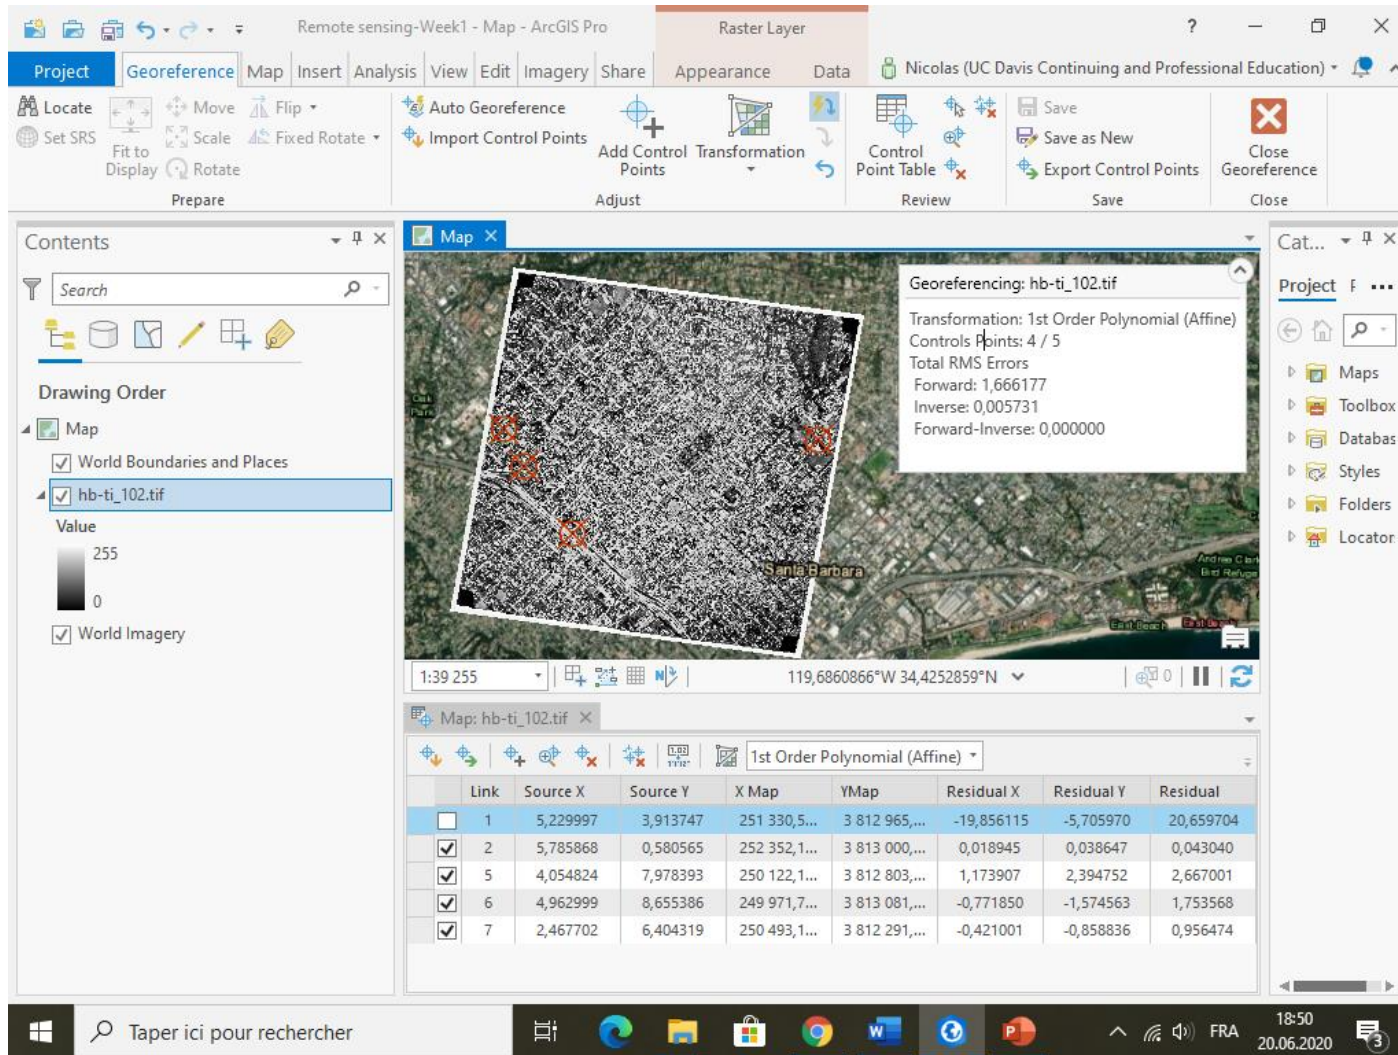 Remote sensing-Week1 - Map - ArcGIS Pro
Raster Layer
?
Project Georeference Map Insert Analysis View Edit Imagery Share Appearance Data Nicolas (UC Davis Continuing and Professional Education)
Locate
Set SRS
Fit to Display
Move
Scale
Rotate
Flip
Fixed Rotate
Prepare
Auto Georeference
Import Control Points
Add Control Points
Transformation
Adjust
Control Point Table
Review
Save
Save as New
Export Control Points
Save
Close Georeference
Close
Contents
Search
Drawing Order
Map
World Boundaries and Places
hb-ti_102.tif
Value
255
0
World Imagery
Map
Oak Park
Santa Barbara
East Beach
Georeferencing: hb-ti_102.tif
Transformation: 1st Order Polynomial (Affine)
Controls Points: 4 / 5
Total RMS Errors
Forward: 1,666177
Inverse: 0,005731
Forward-Inverse: 0,000000
1:39 255
119,6860866°W 34,4252859°N
0
Map: hb-ti_102.tif
1st Order Polynomial (Affine)
Link Source X Source Y X Map YMap Residual X Residual Y Residual
1 5,229997 3,913747 251 330,5... 3 812 965,... -19,856115 -5,705970 20,659704
2 5,785868 0,580565 252 352,1... 3 813 000,... 0,018945 0,038647 0,043040
5 4,054824 7,978393 250 122,1... 3 812 803,... 1,173907 2,394752 2,667001
6 4,962999 8,655386 249 971,7... 3 813 081,... -0,771850 -1,574563 1,753568
7 2,467702 6,404319 250 493,1... 3 812 291,... -0,421001 -0,858836 0,956474
Cat...
Project F ...
Maps
Toolbox
Databas
Styles
Folders
Locator
Taper ici pour rechercher
FRA
18:50
20.06.2020
3